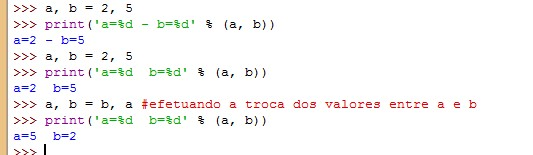 >>> a, b = 2, 5
>>> print('a=%d - b=%d' % (a, b))
a=2 - b=5
>>> a, b = 2, 5
>>> print('a=%d  b=%d' % (a, b))
a=2  b=5
>>> a, b = b, a #efetuando a troca dos valores entre a e b
>>> print('a=%d  b=%d' % (a, b))
a=5  b=2
>>>